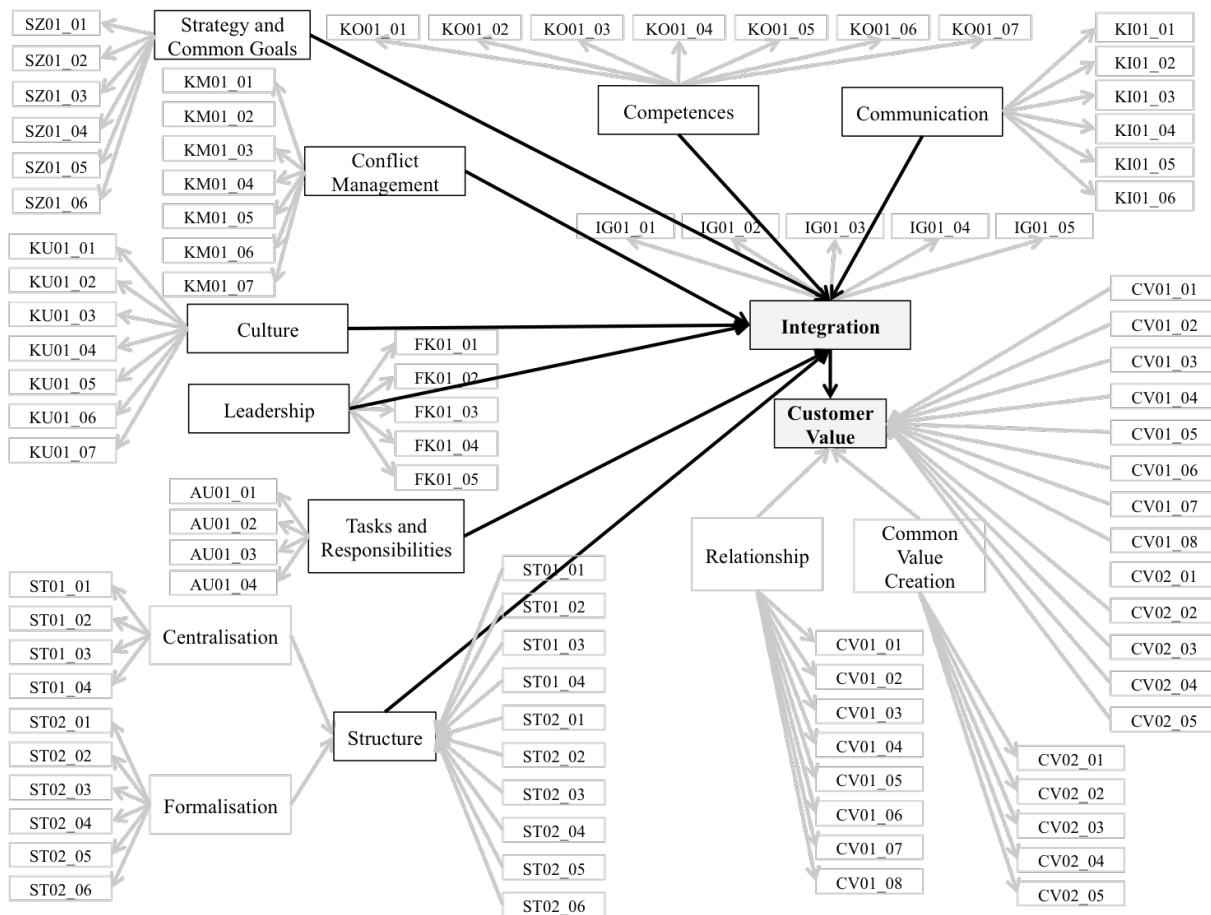 SZ01_01
SZ01_02
SZ01_03
SZ01_04
SZ01_05
SZ01_06
Strategy and
Common Goals
KM01_01
KM01_02
KM01_03
KM01_04
KM01_05
KM01_06
KM01_07
Conflict
Management
KO01_01
KO01_02
KO01_03
KO01_04
KO01_05
KO01_06
KO01_07
Competences
Communication
KI01_01
KI01_02
KI01_03
KI01_04
KI01_05
KI01_06
IG01_01
IG01_02
IG01_03
IG01_04
IG01_05
KU01_01
KU01_02
KU01_03
KU01_04
KU01_05
KU01_06
KU01_07
Culture
Leadership
FK01_01
FK01_02
FK01_03
FK01_04
FK01_05
Integration
Customer
Value
CV01_01
CV01_02
CV01_03
CV01_04
CV01_05
CV01_06
CV01_07
CV01_08
CV02_01
CV02_02
CV02_03
CV02_04
CV02_05
AU01_01
AU01_02
AU01_03
AU01_04
Tasks and
Responsibilities
Relationship
Common
Value
Creation
ST01_01
ST01_02
ST01_03
ST01_04
ST02_01
ST02_02
ST02_03
ST02_04
ST02_05
ST02_06
Centralisation
Formalisation
Structure
ST01_01
ST01_02
ST01_03
ST01_04
ST02_01
ST02_02
ST02_03
ST02_04
ST02_05
ST02_06
CV01_01
CV01_02
CV01_03
CV01_04
CV01_05
CV01_06
CV01_07
CV01_08
CV02_01
CV02_02
CV02_03
CV02_04
CV02_05